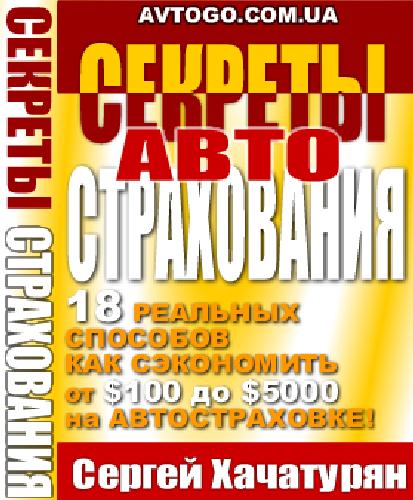 AVTOGO.COM.UA
СЕКРЕТЫ
АВТО
СТРАХОВАНИЯ
18 РЕАЛЬНЫХ
СПОСОБОВ
КАК СЭКОНОМИТЬ
от $100 до $5000
на АВТОСТРАХОВКЕ!
Сергей Хачатурян
СЕКРЕТЫ СТРАХОВАНИЯ